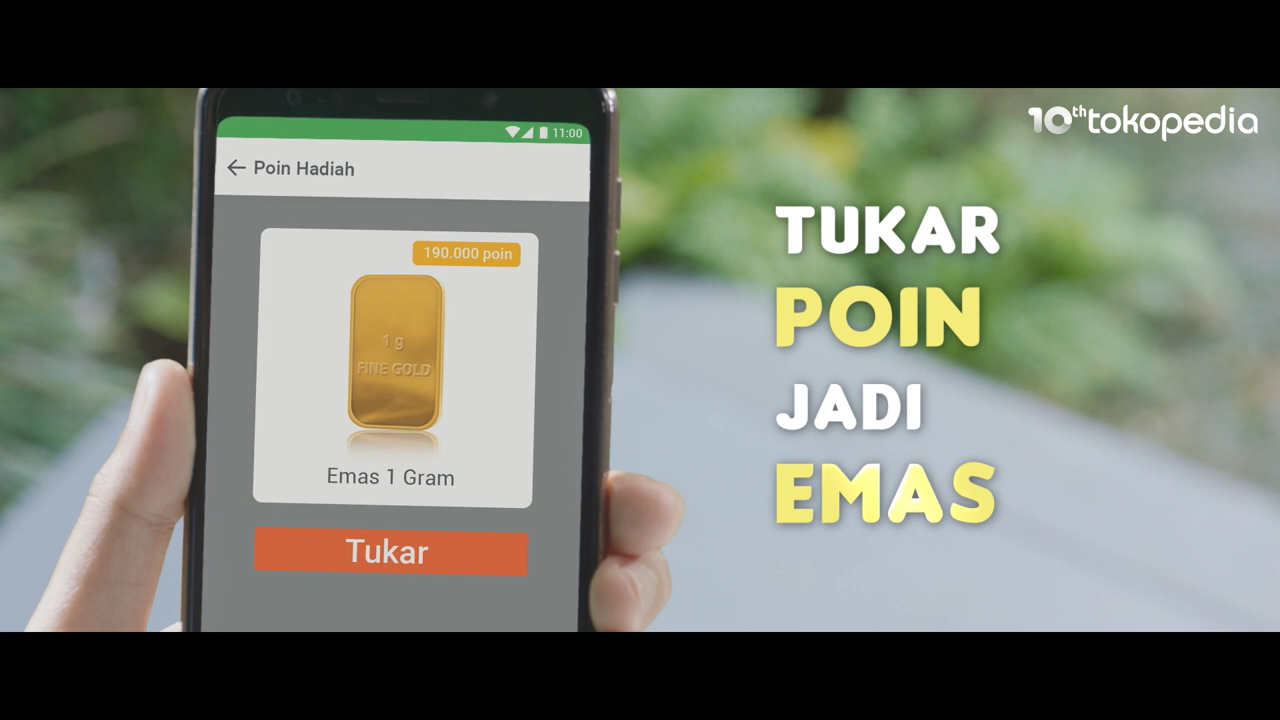 10th tokopedia
11:00
Poin Hadiah
190.000 poin
1 g
FINE GOLD
Emas 1 Gram
Tukar
TUKAR
POIN
JADI
EMAS